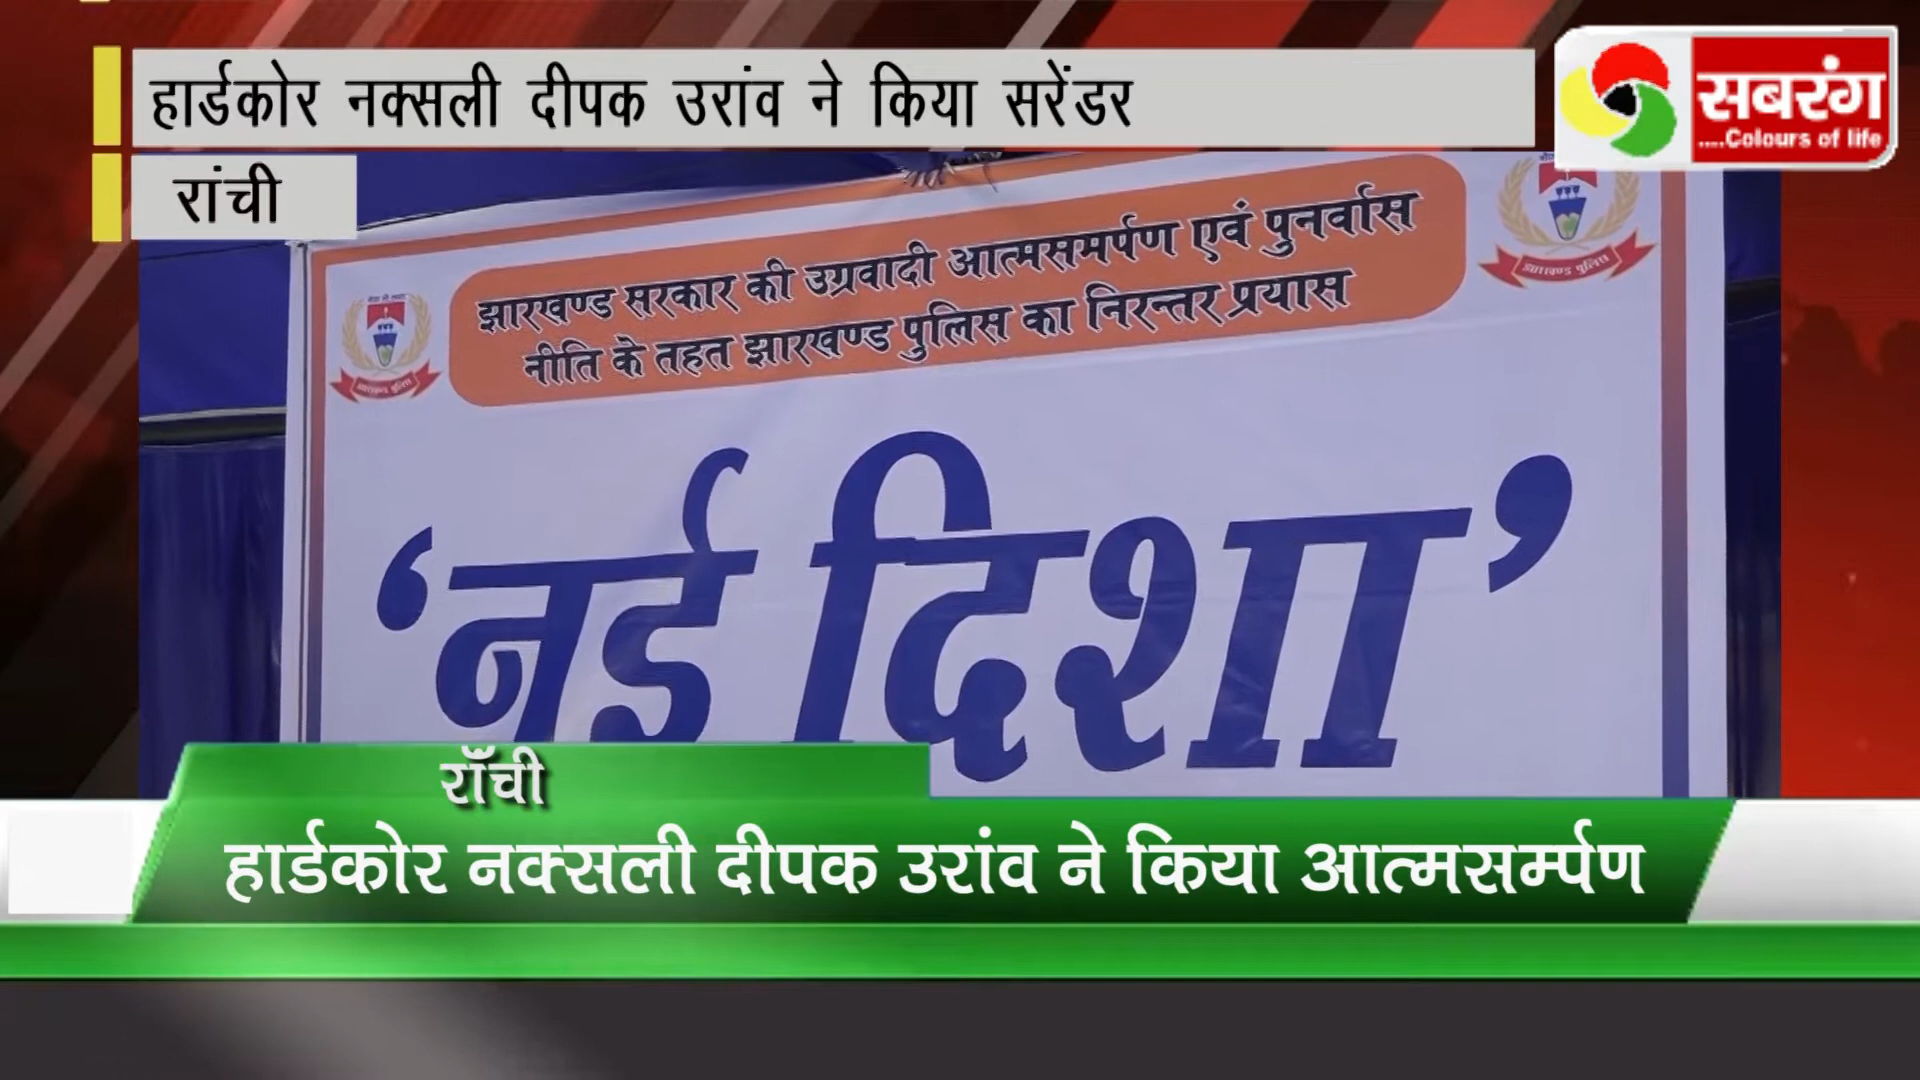 हार्डकोर नक्सली दीपक उरांव ने किया सरेंडर
सबरंग
....Colours of life
रांची
झारखण्ड सरकार की उग्रवादी आत्मसमर्पण एवं पुनर्वास
नीति के तहत झारखण्ड पुलिस का निरन्तर प्रयास
झारखण्ड पुलिस
झारखण्ड पुलिस
‘नई दिशा’
रॉंची
हार्डकोर नक्सली दीपक उरांव ने किया आत्मसर्म्पण